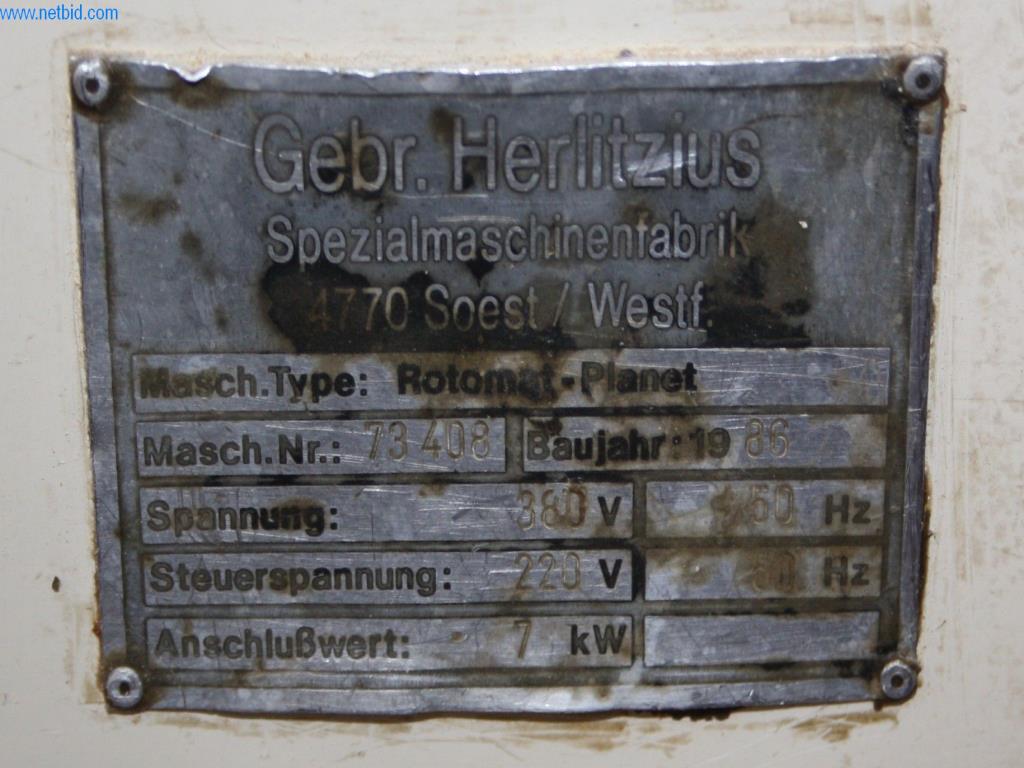 www.netbid.com
Gebr. Herlitzius
Spezialmaschinenfabrik
4770 Soest / Westf.
Masch.Type: Rotomat-Planet
Masch.Nr.: 73 408 Baujahr: 19 86
Spannung: 380 V 50 Hz
Steuerspannung: 220 V 50 Hz
Anschlußwert: 7 kW